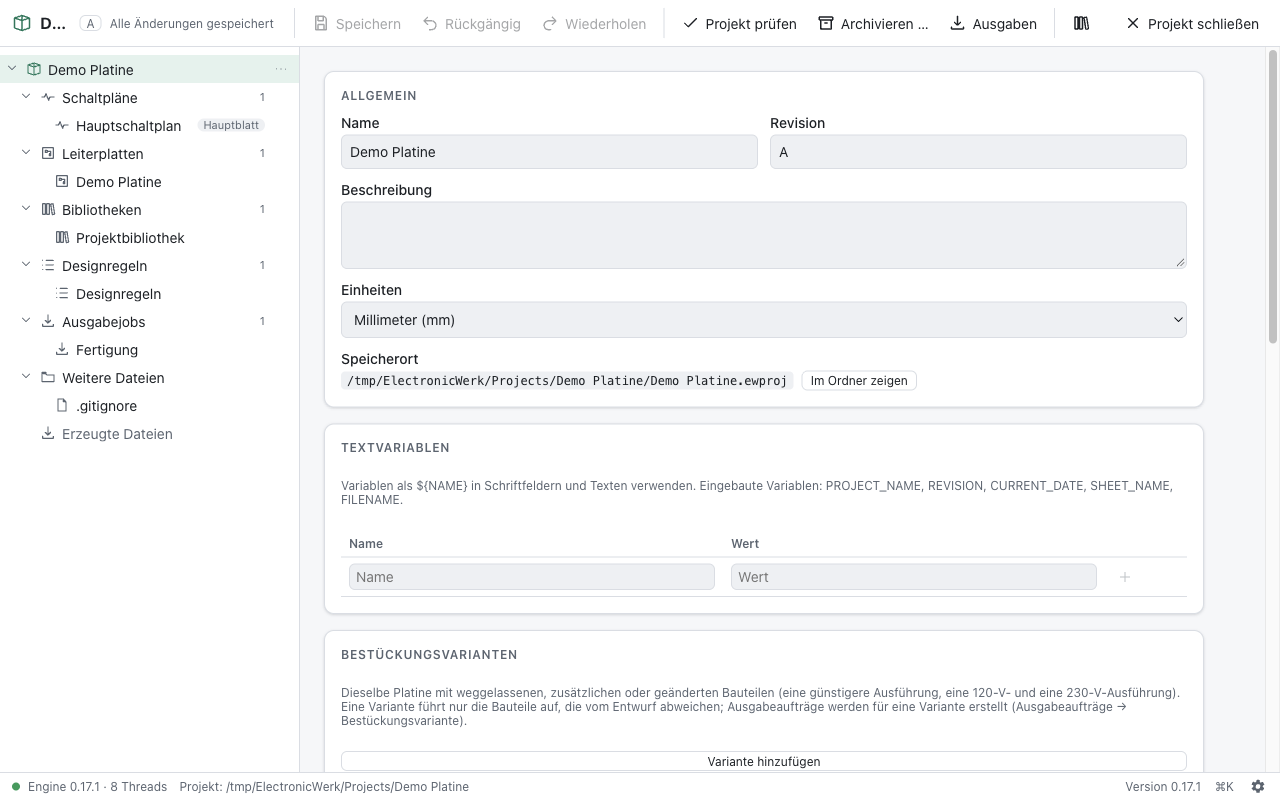 D... A Alle Änderungen gespeichert Speichern Rückgängig Wiederholen Projekt prüfen Archivieren ... Ausgaben Projekt schließen
Demo Platine ...
Schaltpläne 1
Hauptschaltplan Hauptblatt
Leiterplatten 1
Demo Platine
Bibliotheken 1
Projektbibliothek
Designregeln 1
Designregeln
Ausgabejobs 1
Fertigung
Weitere Dateien
.gitignore
Erzeugte Dateien
ALLGEMEIN
Name Revision
Demo Platine A
Beschreibung
Einheiten
Millimeter (mm)
Speicherort
/tmp/ElectronicWerk/Projects/Demo Platine/Demo Platine.ewproj Im Ordner zeigen
TEXTVARIABLEN
Variablen als ${NAME} in Schriftfeldern und Texten verwenden. Eingebaute Variablen: PROJECT_NAME, REVISION, CURRENT_DATE, SHEET_NAME,
FILENAME.
Name Wert
Name Wert +
BESTÜCKUNGSVARIANTEN
Dieselbe Platine mit weggelassenen, zusätzlichen oder geänderten Bauteilen (eine günstigere Ausführung, eine 120-V- und eine 230-V-Ausführung).
Eine Variante führt nur die Bauteile auf, die vom Entwurf abweichen; Ausgabeaufträge werden für eine Variante erstellt (Ausgabeaufträge →
Bestückungsvariante).
Variante hinzufügen
Engine 0.17.1 · 8 Threads Projekt: /tmp/ElectronicWerk/Projects/Demo Platine Version 0.17.1 ⌘K